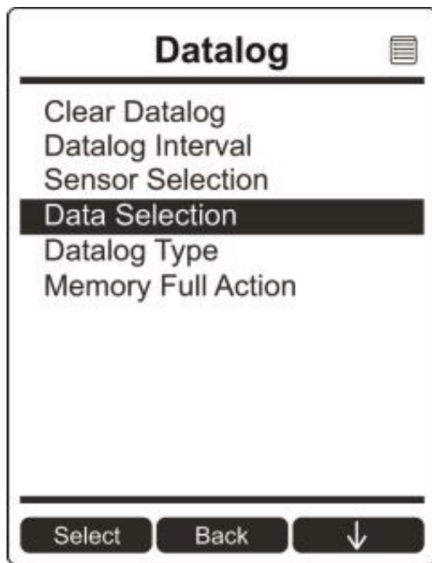 Datalog
Clear Datalog
Datalog Interval
Sensor Selection
Data Selection
Datalog Type
Memory Full Action
Select Back ↓